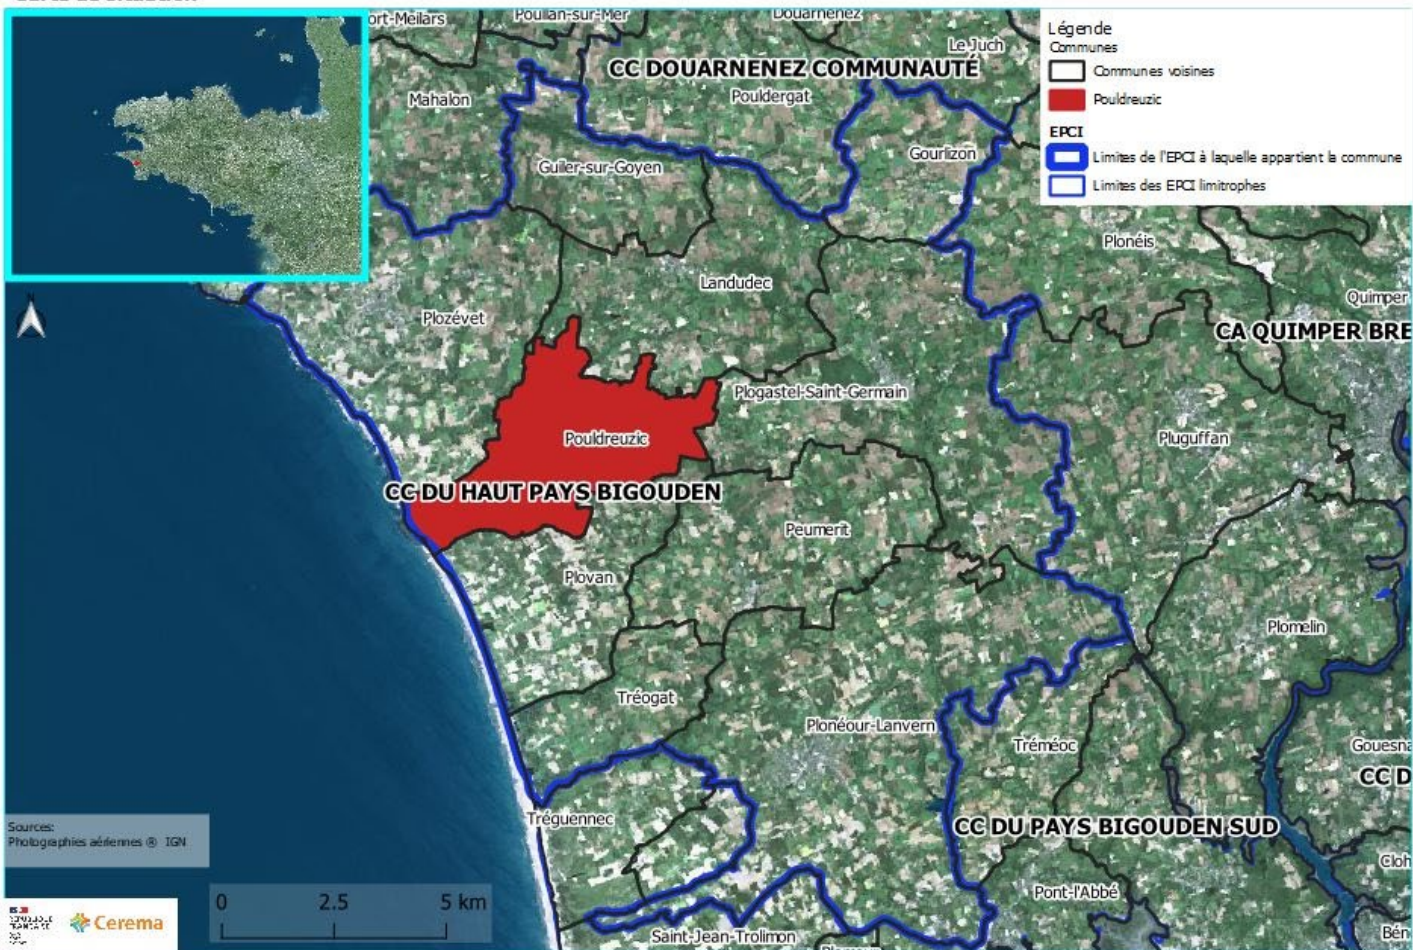 ort-Meilars
Poullan-sur-Mer
Douarnenez
Le Juch
CC DOUARNENEZ COMMUNAUTÉ
Mahalon
Pouldergat
Guiler-sur-Goyen
Gourlizon
Légende
Communes
Communes voisines
Pouldreuzic
EPCI
Limites de l'EPCI à laquelle appartient la commune
Limites des EPCI limitrophes
Plonéis
Landudec
Quimper
N
Plozévet
CA QUIMPER BRE
Plogastel-Saint-Germain
Pouldreuzic
Pluguffan
CC DU HAUT PAYS BIGOUDEN
Peumerit
Plovan
Plomelin
Tréogat
Plonéour-Lanvern
Tréméoc
Gouesna
CC D
Tréguennec
CC DU PAYS BIGOUDEN SUD
Sources:
Photographies aériennes ® IGN
Cloh
Pont-l'Abbé
0 2.5 5 km
Cerema
Saint-Jean-Trolimon
Bén